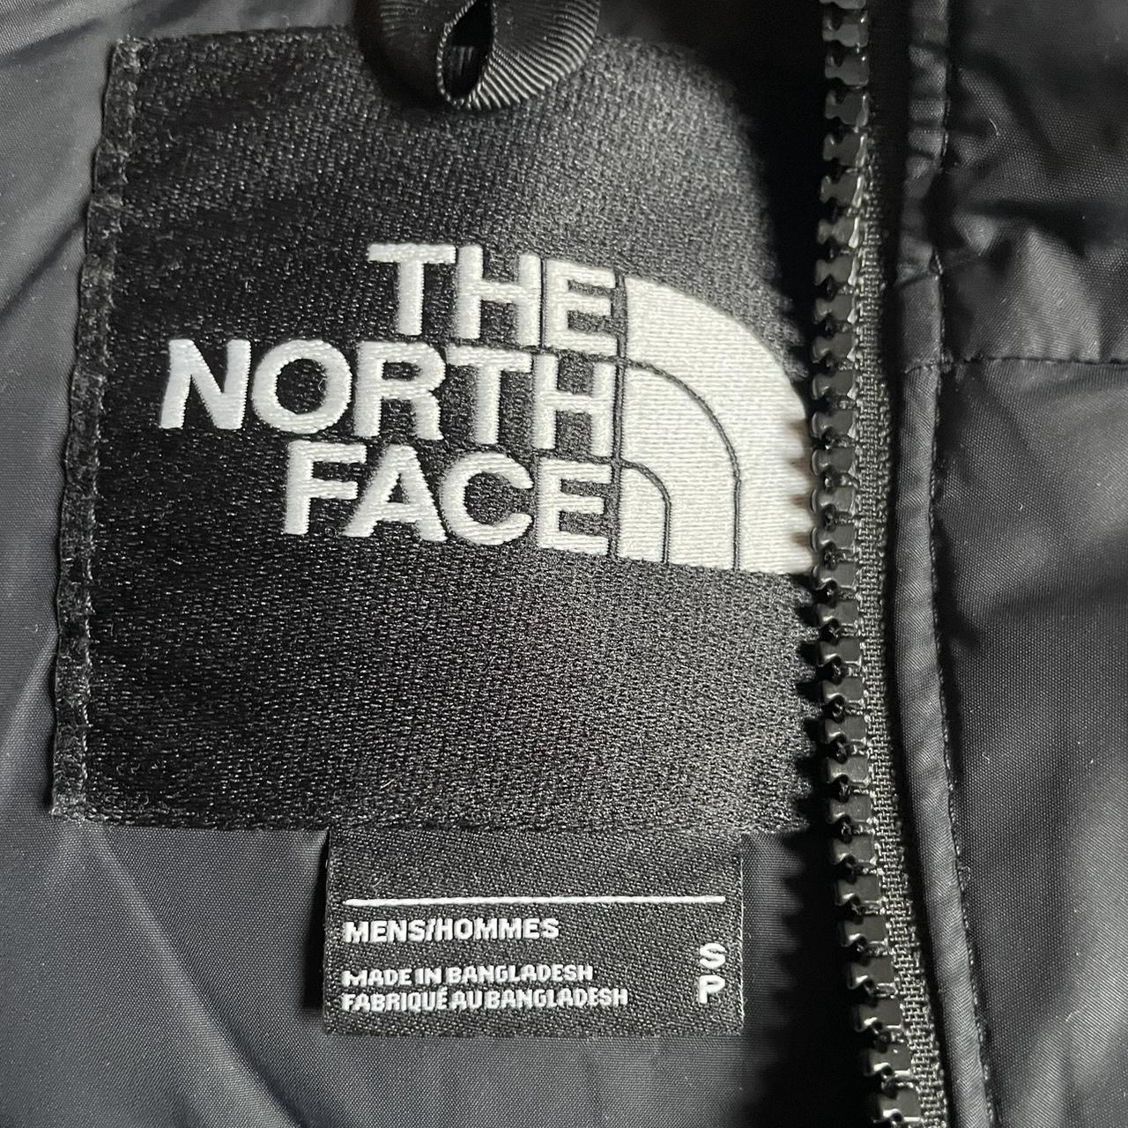 THE
NORTH
FACE
MENS/HOMMES
MADE IN BANGLADESH
FABRIQUÉ AU BANGLADESH
S
P